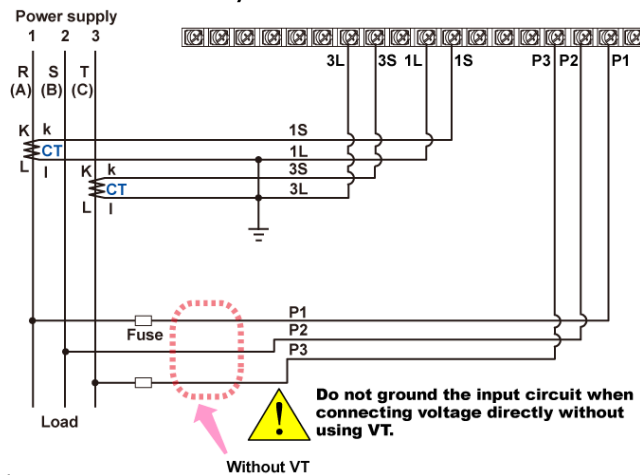 Power supply
1 2 3
R S T
(A) (B) (C)
3L 3S 1L 1S P3 P2 P1
K k 1S
CT 1L
L l K k 3S
CT 3L
L l
P1
Fuse P2
P3
Load
Do not ground the input circuit when
connecting voltage directly without
using VT.
Without VT